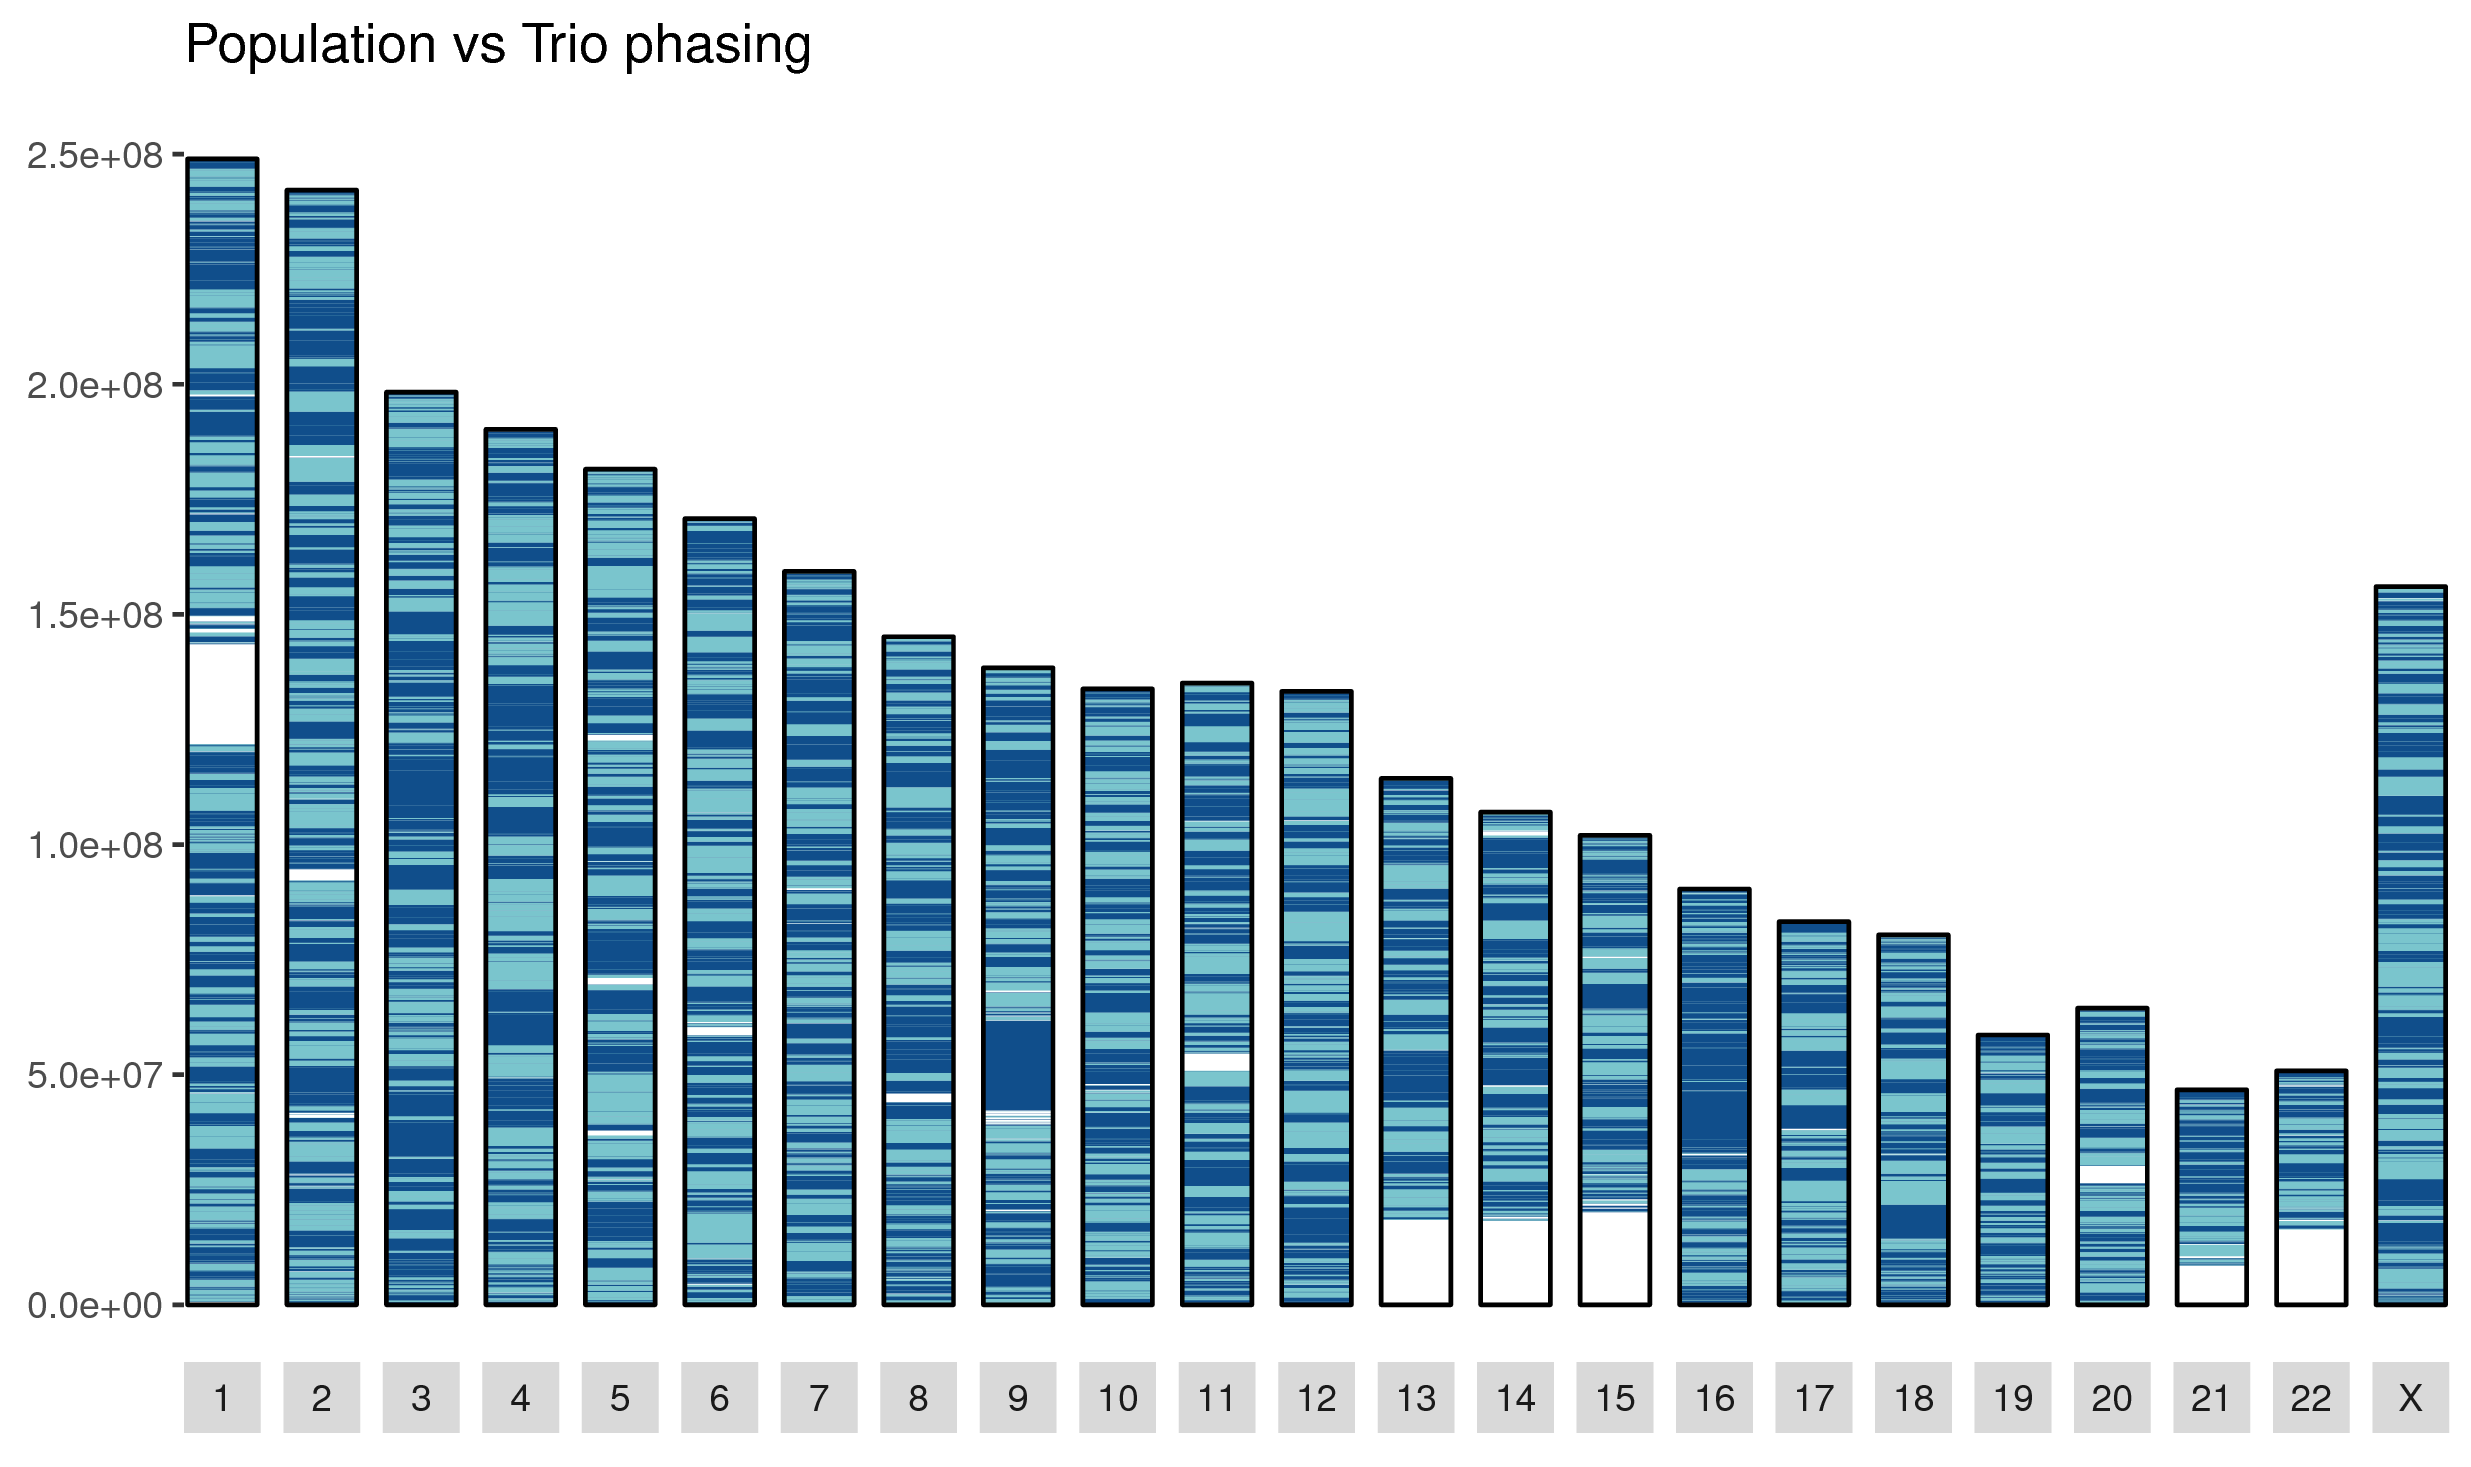 Population vs Trio phasing
2.5e+08
2.0e+08
1.5e+08
1.0e+08
5.0e+07
0.0e+00
1 2 3 4 5 6 7 8 9 10 11 12 13 14 15 16 17 18 19 20 21 22 X